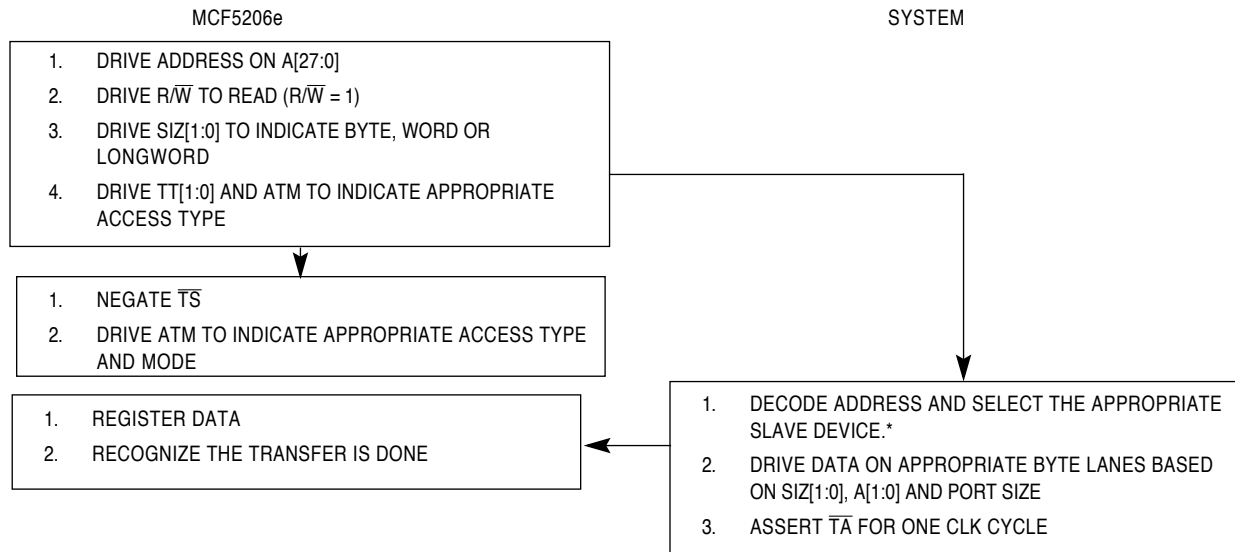 MCF5206e
SYSTEM
1. DRIVE ADDRESS ON A[27:0]
2. DRIVE R/W̅ TO READ (R/W̅ = 1)
3. DRIVE SIZ[1:0] TO INDICATE BYTE, WORD OR
LONGWORD
4. DRIVE TT[1:0] AND ATM TO INDICATE APPROPRIATE
ACCESS TYPE
1. NEGATE T̅S̅
2. DRIVE ATM TO INDICATE APPROPRIATE ACCESS TYPE
AND MODE
1. REGISTER DATA
2. RECOGNIZE THE TRANSFER IS DONE
1. DECODE ADDRESS AND SELECT THE APPROPRIATE
SLAVE DEVICE.*
2. DRIVE DATA ON APPROPRIATE BYTE LANES BASED
ON SIZ[1:0], A[1:0] AND PORT SIZE
3. ASSERT T̅A̅ FOR ONE CLK CYCLE